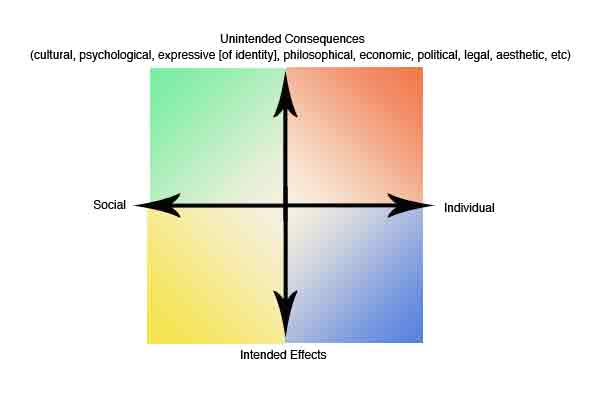 Unintended Consequences
(cultural, psychological, expressive [of identity], philosophical, economic, political, legal, aesthetic, etc)
Social
Individual
Intended Effects